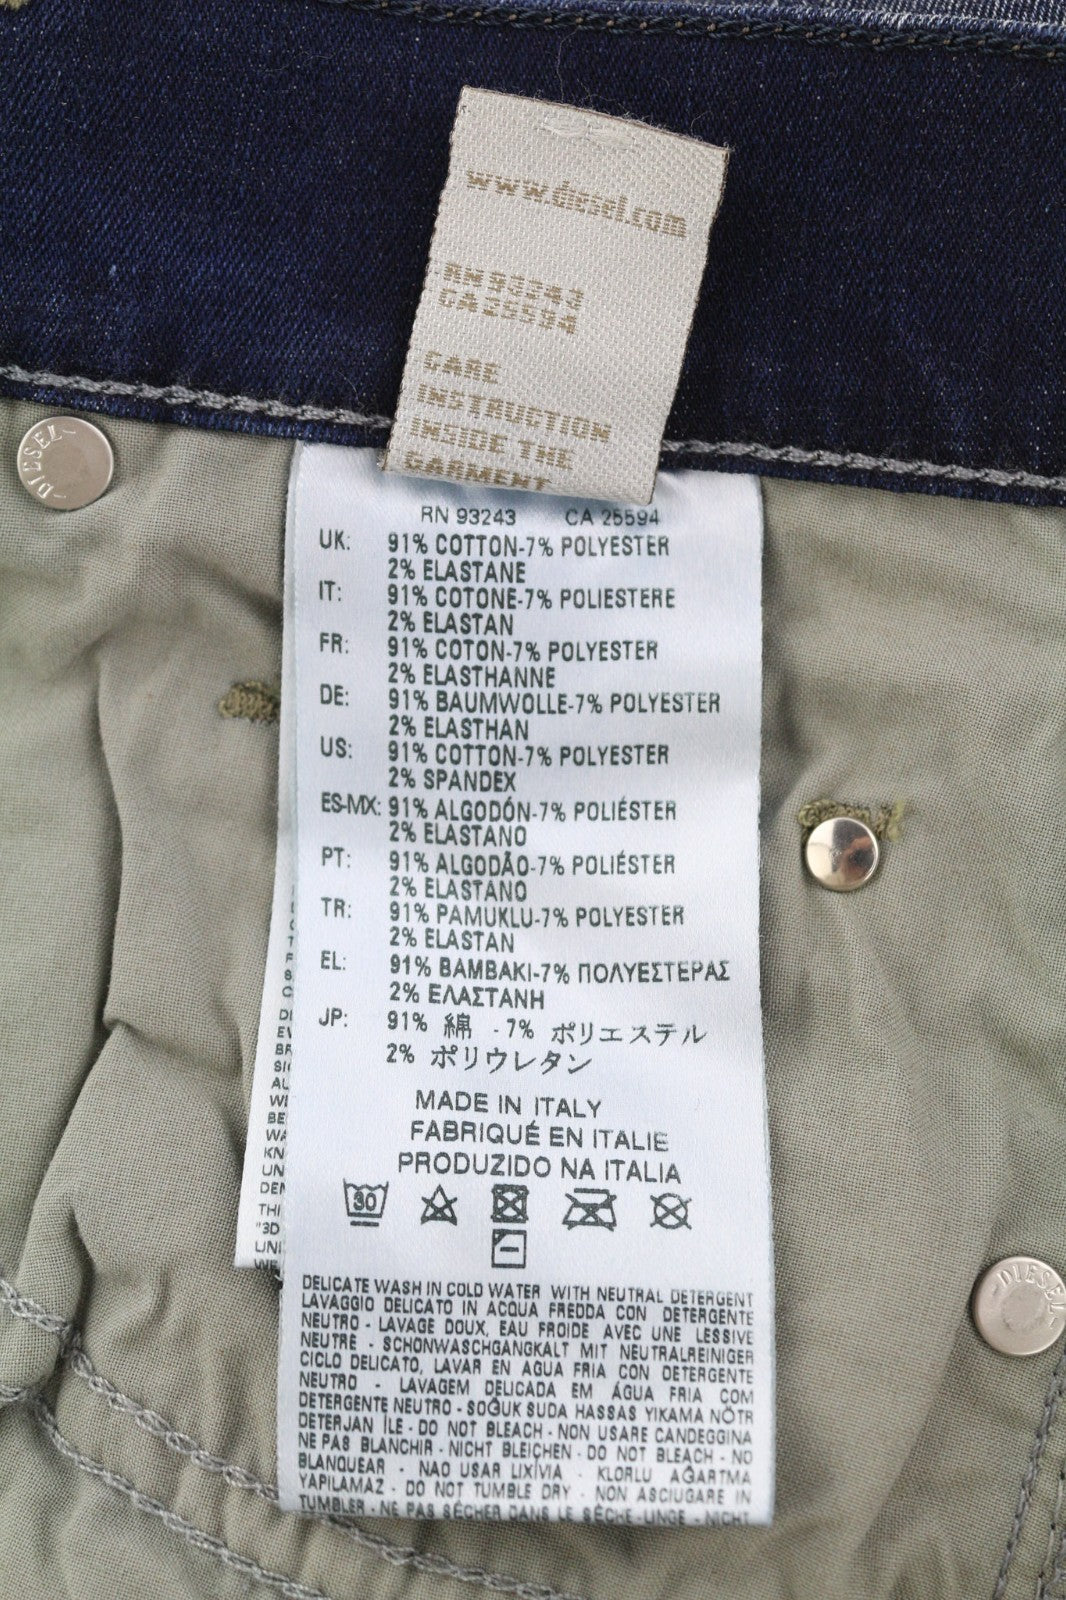 www.diesel.com
RN 93243
CA 25594
CARE
INSTRUCTION
INSIDE THE
GARMENT
DIESEL
RN 93243 CA 25594
UK: 91% COTTON-7% POLYESTER
2% ELASTANE
IT: 91% COTONE-7% POLIESTERE
2% ELASTAN
FR: 91% COTON-7% POLYESTER
2% ELASTHANNE
DE: 91% BAUMWOLLE-7% POLYESTER
2% ELASTHAN
US: 91% COTTON-7% POLYESTER
2% SPANDEX
ES-MX: 91% ALGODÓN-7% POLIÉSTER
2% ELASTANO
PT: 91% ALGODÃO-7% POLIÉSTER
2% ELASTANO
TR: 91% PAMUKLU-7% POLYESTER
2% ELASTAN
EL: 91% ΒΑΜΒΑΚΙ-7% ΠΟΛΥΕΣΤΕΡΑΣ
2% ΕΛΑΣΤΑΝΗ
JP: 91% 綿 - 7% ポリエステル
2% ポリウレタン
MADE IN ITALY
FABRIQUÉ EN ITALIE
PRODUZIDO NA ITALIA
30
DELICATE WASH IN COLD WATER WITH NEUTRAL DETERGENT
LAVAGGIO DELICATO IN ACQUA FREDDA CON DETERGENTE
NEUTRO - LAVAGE DOUX, EAU FROIDE AVEC UNE LESSIVE
NEUTRE - SCHONWASCHGANGKALT MIT NEUTRALREINIGER
CICLO DELICATO, LAVAR EN AGUA FRIA CON DETERGENTE
NEUTRO - LAVAGEM DELICADA EM ÁGUA FRIA COM
DETERGENTE NEUTRO - SOĞUK SUDA HASSAS YIKAMA NÖTR
DETERJAN İLE - DO NOT BLEACH - NON USARE CANDEGGINA
NE PAS BLANCHIR - NICHT BLEICHEN - DO NOT BLEACH - NO
BLANQUEAR - NAO USAR LIXÍVIA - KLORLU AĞARTMA
YAPILAMAZ - DO NOT TUMBLE DRY - NON ASCIUGARE IN
TUMBLER - NE PAS SÉCHER DANS LE SÈCHE-LINGE - NICHT
DIESEL